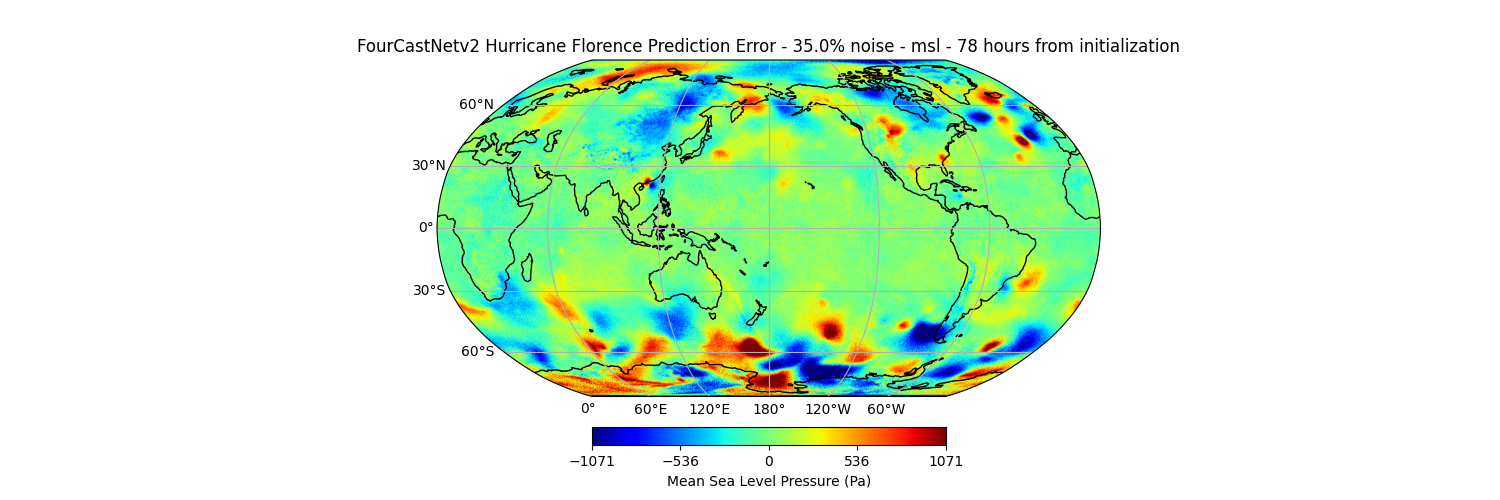 FourCastNetv2 Hurricane Florence Prediction Error - 35.0% noise - msl - 78 hours from initialization
60°N
30°N
0°
30°S
60°S
0° 60°E 120°E 180° 120°W 60°W
−1071 −536 0 536 1071
Mean Sea Level Pressure (Pa)